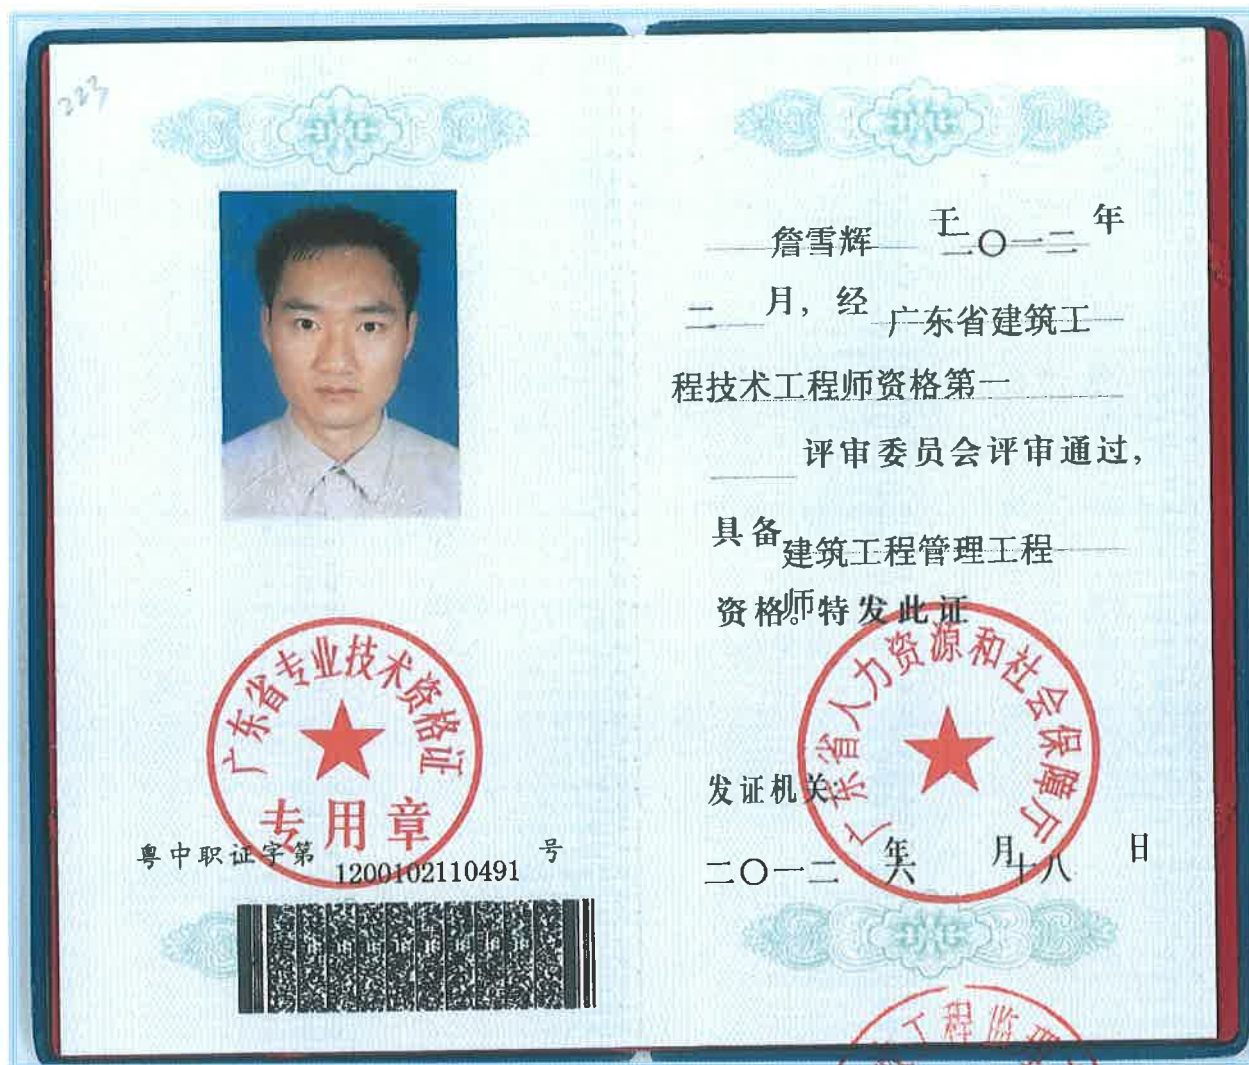 223
广东省专业技术资格证
专用章
粤中职证字第 1200102110491 号
詹雪辉 于二〇一二年
二月，经广东省建筑工
程技术工程师资格第一
评审委员会评审通过，
具备建筑工程管理工程
师
资格。特发此证
广东省人力资源和社会保障厅
发证机关：
二〇一二年六月十八日
工程监理